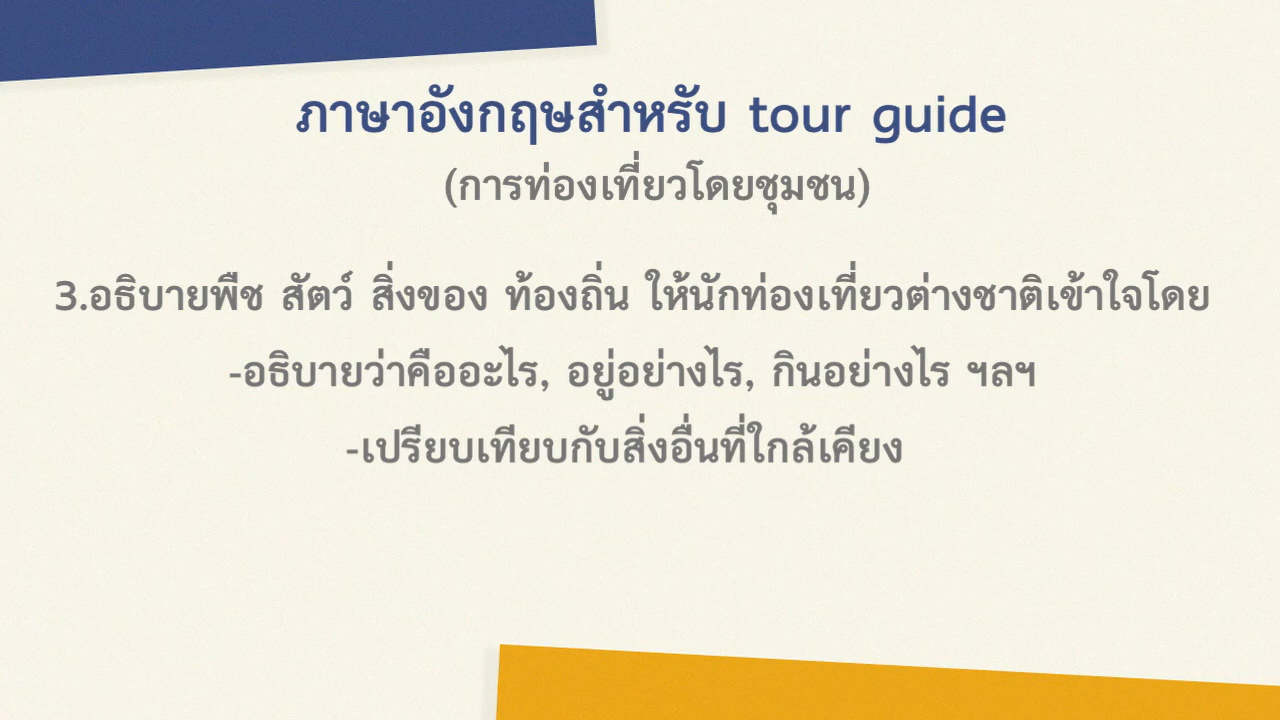 ภาษาอังกฤษสำหรับ tour guide
(การท่องเที่ยวโดยชุมชน)
3.อธิบายพืช สัตว์ สิ่งของ ท้องถิ่น ให้นักท่องเที่ยวต่างชาติเข้าใจโดย
-อธิบายว่าคืออะไร, อยู่อย่างไร, กินอย่างไร ฯลฯ
-เปรียบเทียบกับสิ่งอื่นที่ใกล้เคียง